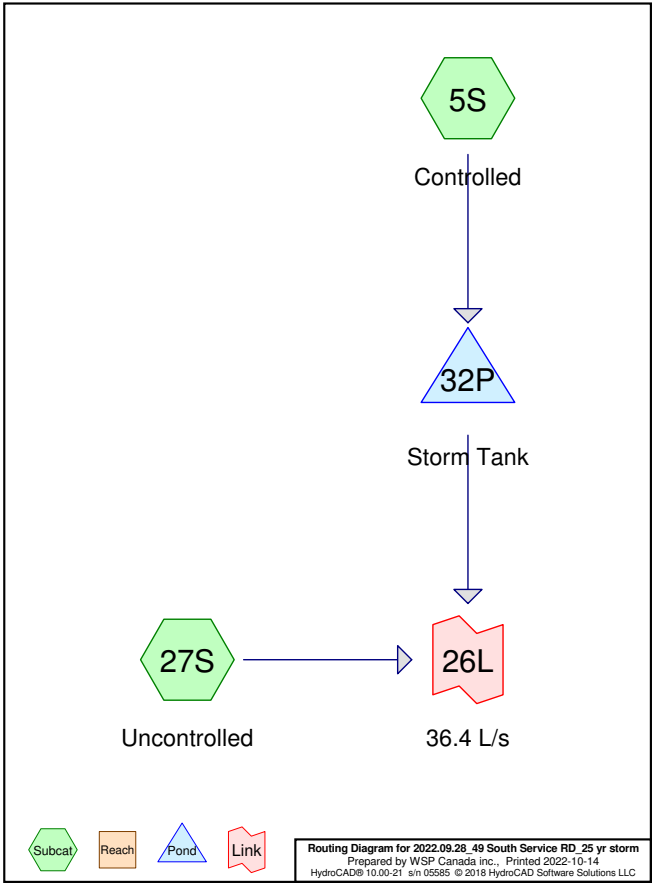 5S
Controlled
32P
Storm Tank
27S
26L
Uncontrolled
36.4 L/s
Subcat
Reach
Pond
Link
Routing Diagram for 2022.09.28_49 South Service RD_25 yr storm
Prepared by WSP Canada inc., Printed 2022-10-14
HydroCAD® 10.00-21 s/n 05585 © 2018 HydroCAD Software Solutions LLC